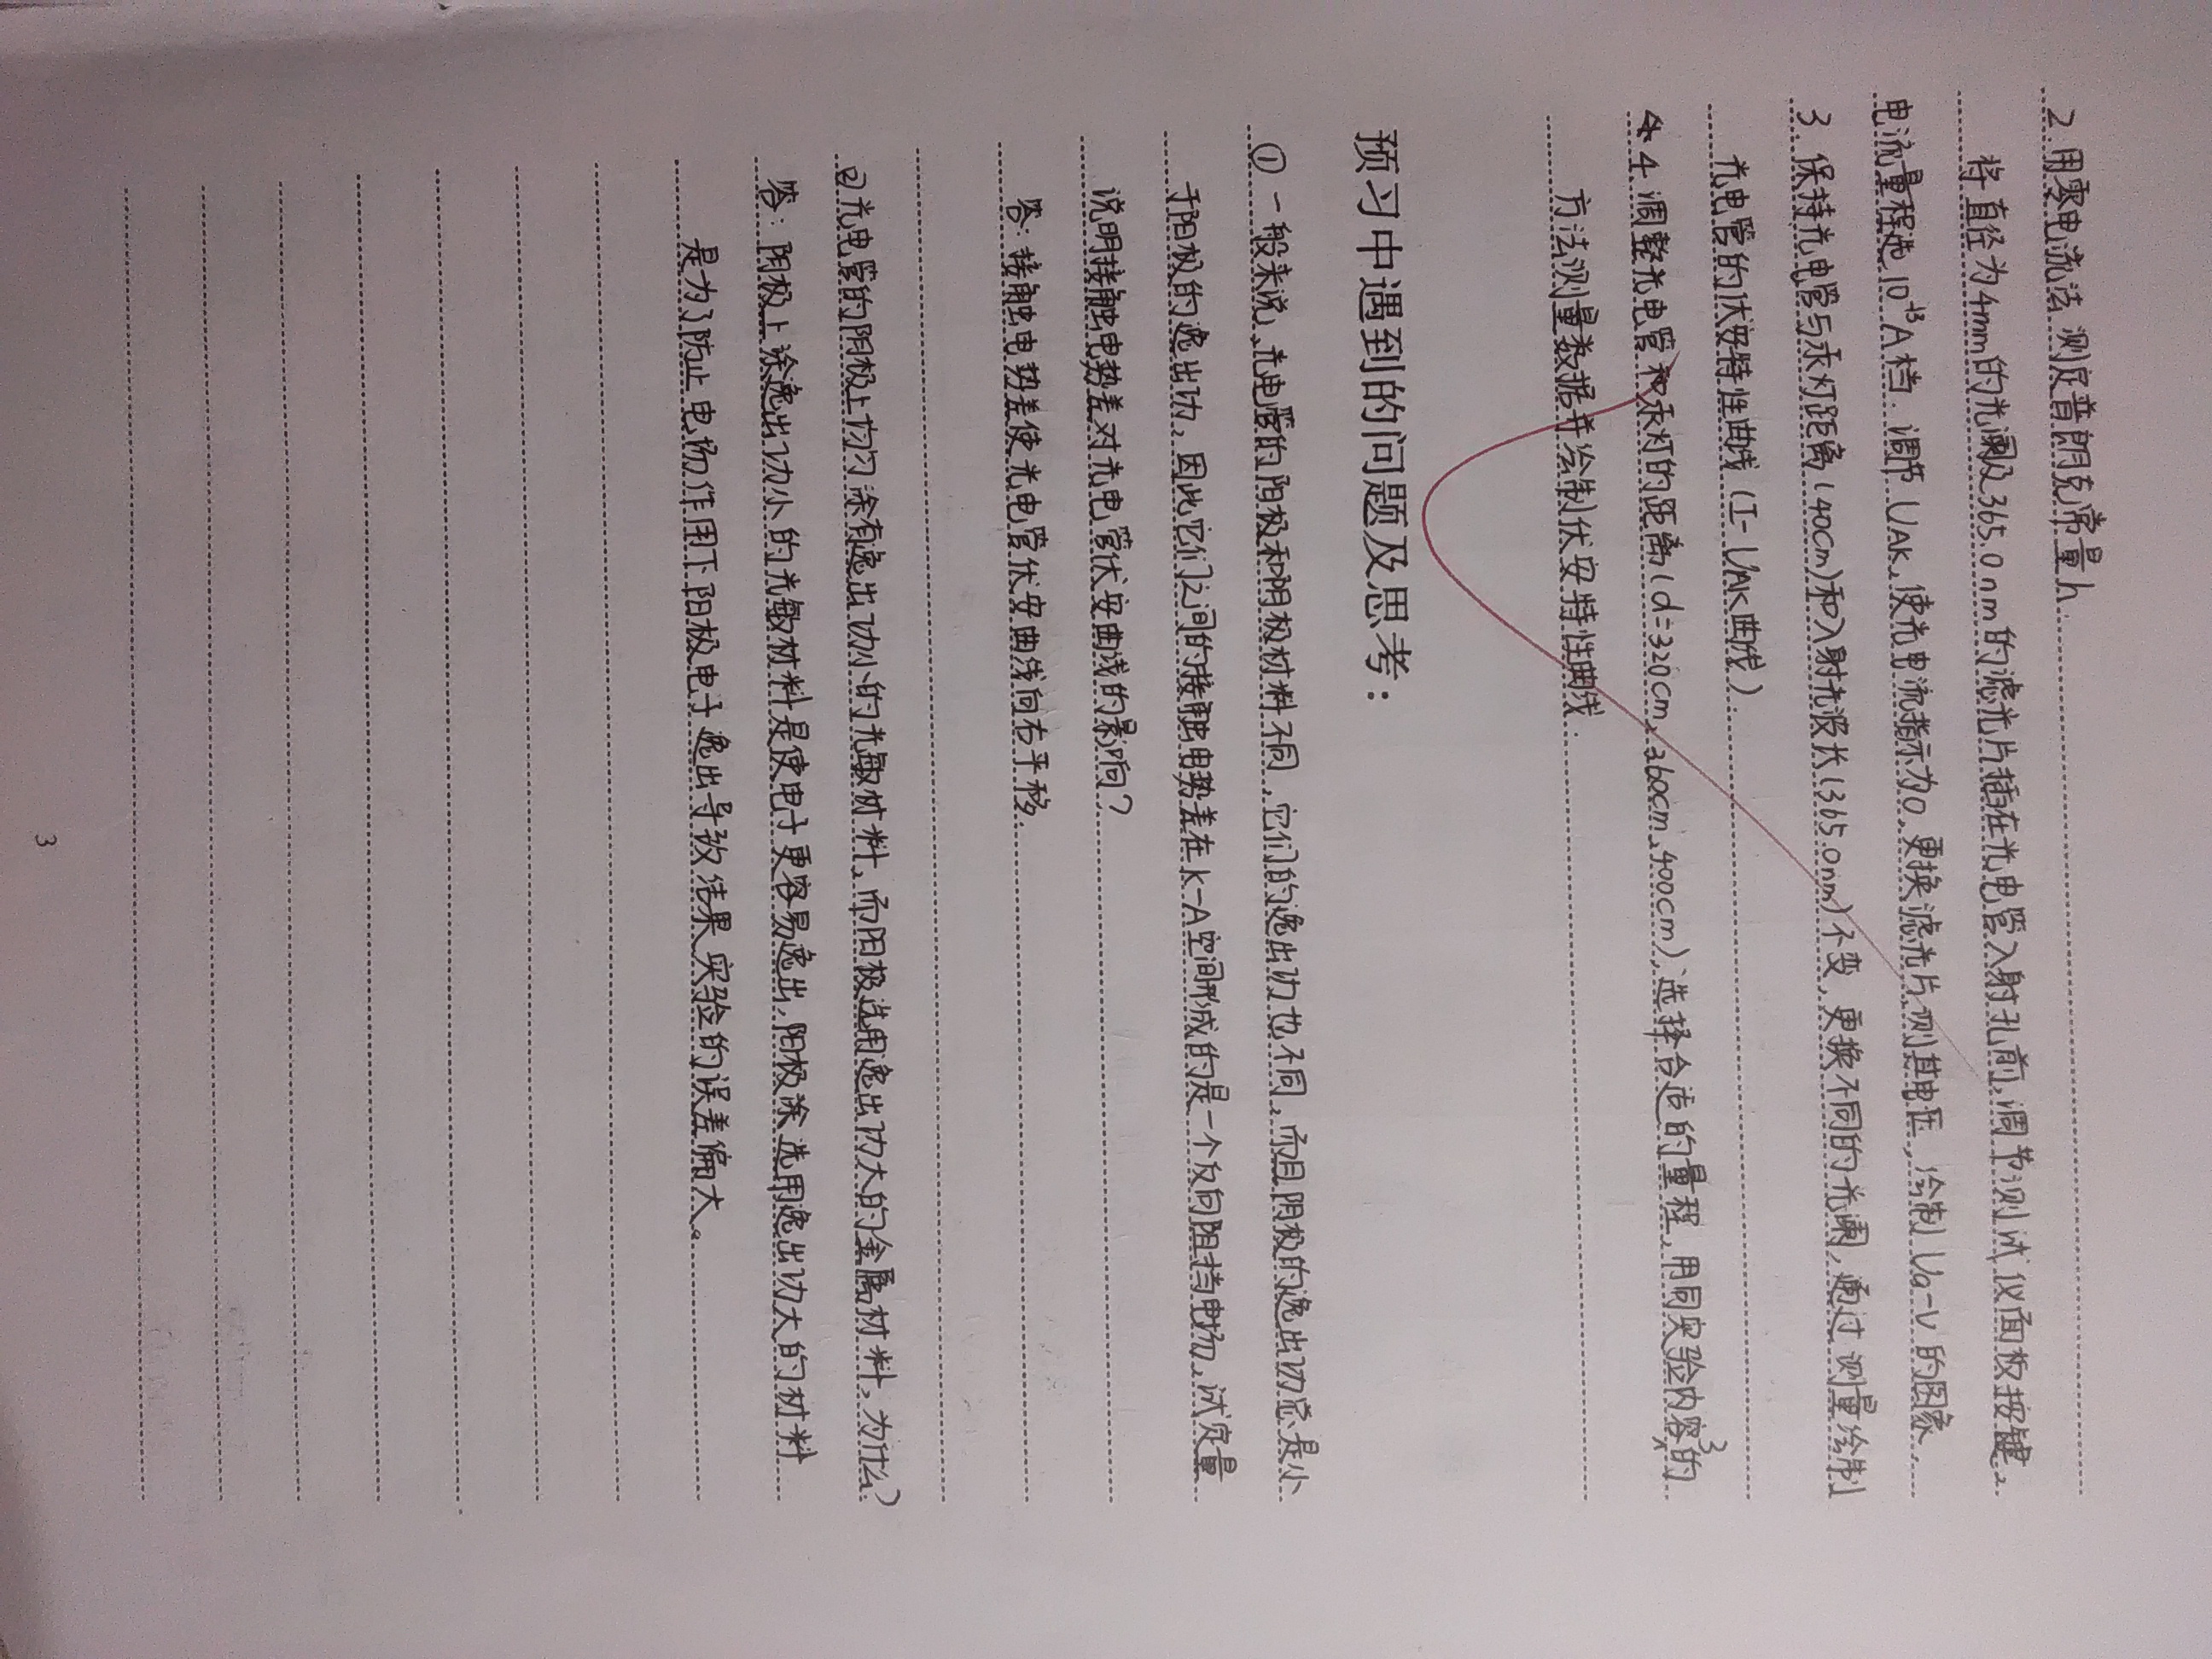 2.用零电流法测定普朗克常量h.
将直径为4mm的光阑及365.0nm的滤光片插在光电管入射孔前,调节测试仪面板按键。
电流量程选10⁻¹³A档.调节UAK,使光电流指示为0.更换滤光片测其电压,绘制Ua-ν的图象.
3.保持光电管与汞灯距离(40cm)和入射光波长(365.0nm)不变,更换不同的光阑,通过测量绘制
光电管的伏安特性曲线(I-UAK曲线)
4.调整光电管和汞灯的距离(d=320cm、360cm、400cm),选择合适的量程,用同实验内容3的
方法测量数据并绘制伏安特性曲线.
预习中遇到的问题及思考:
①一般来说,光电管的阳极和阴极材料不同,它们的逸出功也不同,而且阴极的逸出功总是小
于阳极的逸出功,因此它们之间的接触电势差在K-A空间形成的是一个反向阻挡电场,试定量
说明接触电势差对光电管伏安曲线的影响?
答:接触电势差使光电管伏安曲线向右平移.
②光电管的阴极上均匀涂有逸出功小的光敏材料,而阳极选用逸出功大的金属材料,为什么?
答:阴极上涂逸出功小的光敏材料是使电子更容易逸出,阳极涂选用逸出功大的材料
是为了防止电场作用下阳极电子逸出导致结果实验的误差偏大。
3